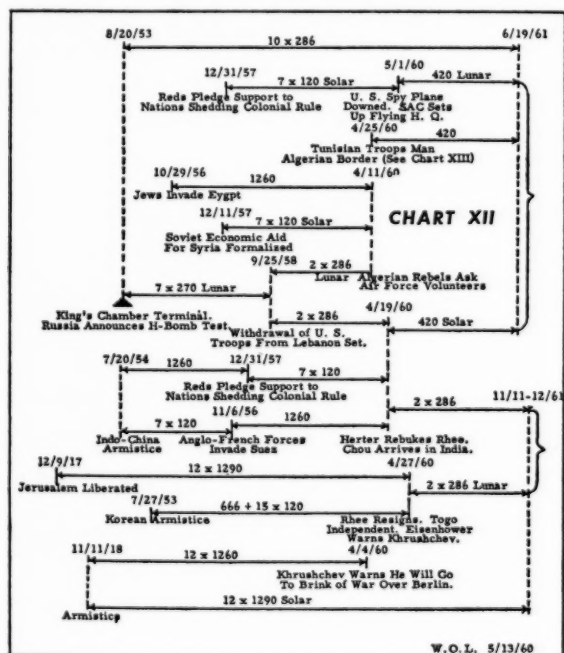 8/20/53 6/19/61
10 x 286
5/1/60
12/31/57 420 Lunar
7 x 120 Solar
Reds Pledge Support to
Nations Shedding Colonial Rule
U. S. Spy Plane
Downed. SAC Sets
Up Flying H. Q.
4/25/60
420
Tunisian Troops Man
Algerian Border (See Chart XIII)
10/29/56 4/11/60
1260
Jews Invade Eygpt
CHART XII
12/11/57
7 x 120 Solar
Soviet Economic Aid
For Syria Formalized
9/25/58
2 x 286
Lunar
Algerian Rebels Ask
Air Force Volunteers
7 x 270 Lunar
4/19/60
King's Chamber Terminal.
Russia Announces H-Bomb Test.
2 x 286
420 Solar
Withdrawal of U. S.
Troops From Lebanon Set.
7/20/54 12/31/57
1260
7 x 120
Reds Pledge Support to
Nations Shedding Colonial Rule
11/11-12/61
2 x 286
11/6/56
7 x 120 1260
Indo-China
Armistice
Anglo-French Forces
Invade Suez
Herter Rebukes Rhee.
Chou Arrives in India.
12/9/17 4/27/60
12 x 1290
Jerusalem Liberated
2 x 286 Lunar
7/27/53
666 + 15 x 120
Korean Armistice
Rhee Resigns. Togo
Independent. Eisenhower
Warns Khrushchev.
11/11/18 4/4/60
12 x 1260
Khrushchev Warns He Will Go
To Brink of War Over Berlin.
12 x 1290 Solar
Armistice
W.O.L. 5/13/60